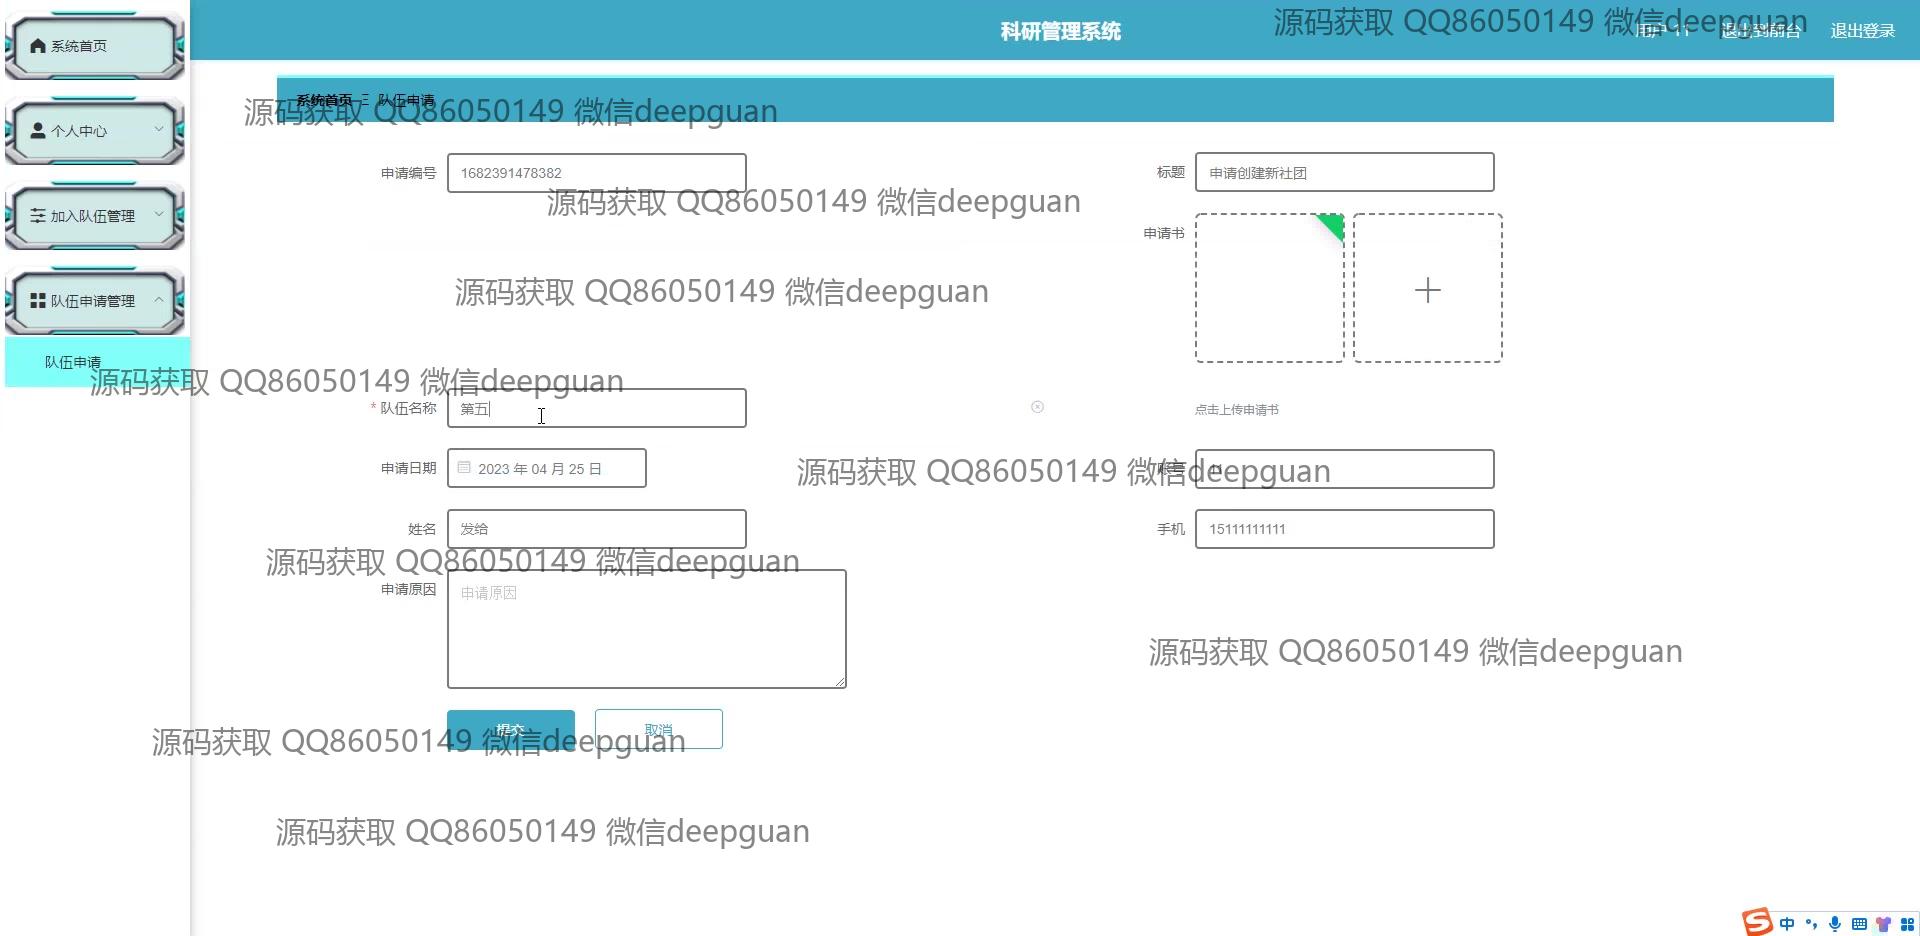 科研管理系统
源码获取 QQ86050149 微信deepguan
用户 11
退出到前台
退出登录
系统首页
个人中心
加入队伍管理
队伍申请管理
队伍申请
系统首页 Ξ 队伍申请
源码获取 QQ86050149 微信deepguan
申请编号 1682391478382
标题 申请创建新社团
源码获取 QQ86050149 微信deepguan
申请书
源码获取 QQ86050149 微信deepguan
源码获取 QQ86050149 微信deepguan
* 队伍名称 第五
点击上传申请书
申请日期 2023 年 04 月 25 日
账号 11
源码获取 QQ86050149 微信deepguan
姓名 发给
手机 15111111111
源码获取 QQ86050149 微信deepguan
申请原因 申请原因
源码获取 QQ86050149 微信deepguan
提交 取消
源码获取 QQ86050149 微信deepguan
源码获取 QQ86050149 微信deepguan
中